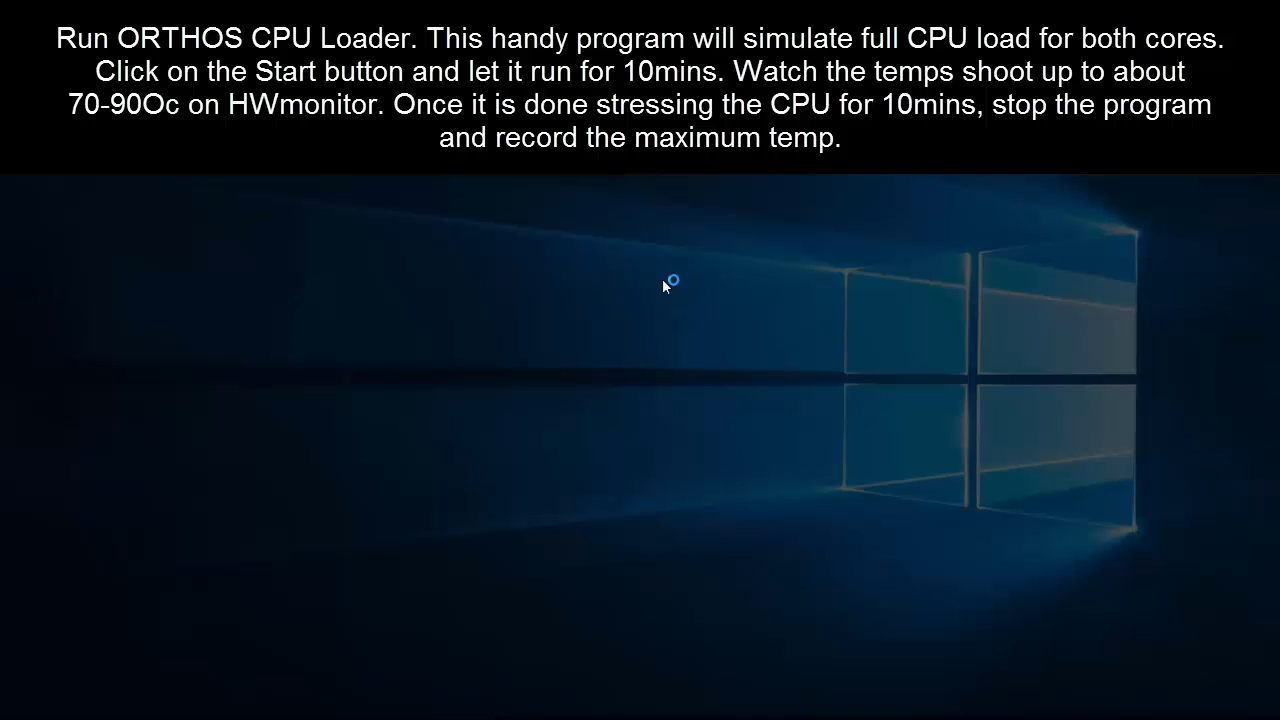 Run ORTHOS CPU Loader. This handy program will simulate full CPU load for both cores.
Click on the Start button and let it run for 10mins. Watch the temps shoot up to about
70-90Oc on HWmonitor. Once it is done stressing the CPU for 10mins, stop the program
and record the maximum temp.